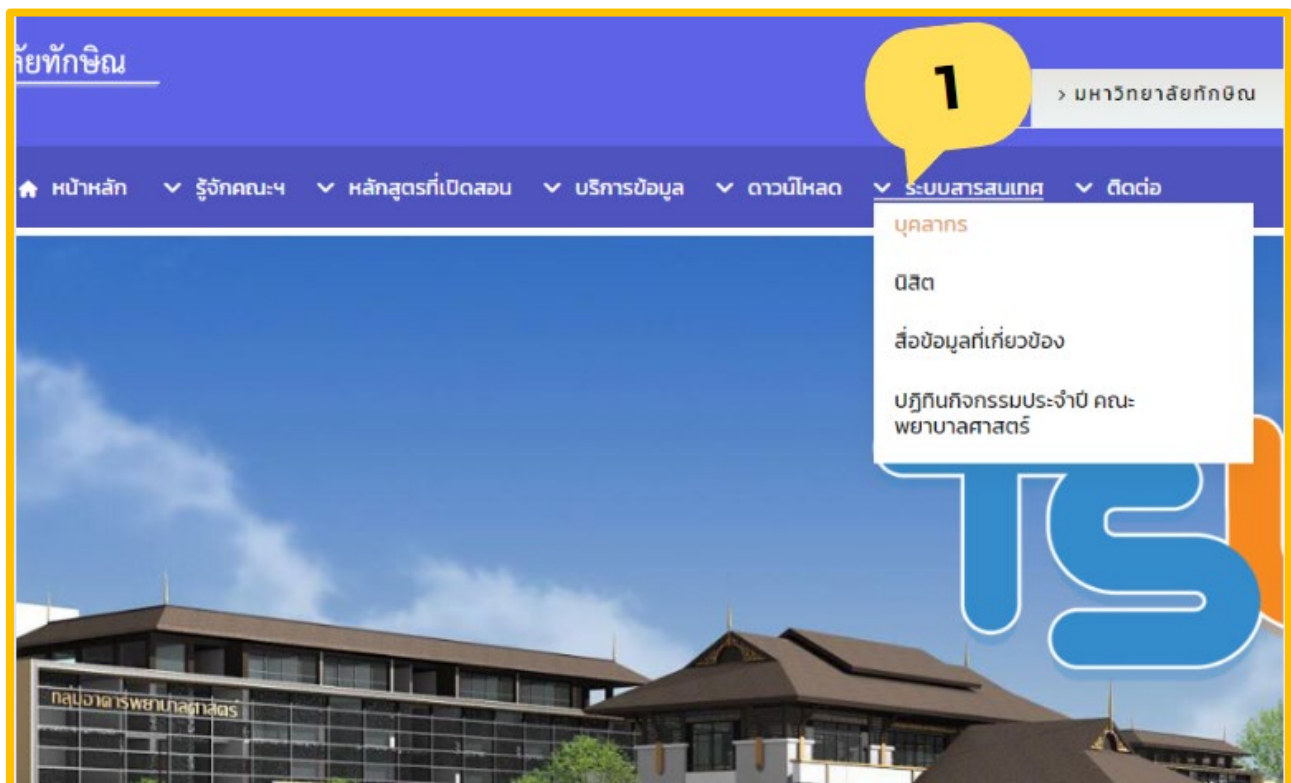 ลัยทักษิณ
1
› มหาวิทยาลัยทักษิณ
หน้าหลัก รู้จักคณะฯ หลักสูตรที่เปิดสอน บริการข้อมูล ดาวน์โหลด ระบบสารสนเทศ ติดต่อ
บุคลากร
นิสิต
สื่อข้อมูลที่เกี่ยวข้อง
ปฏิทินกิจกรรมประจำปี คณะ
พยาบาลศาสตร์
TSU
กลุ่มอาคารพยาบาลศาสตร์